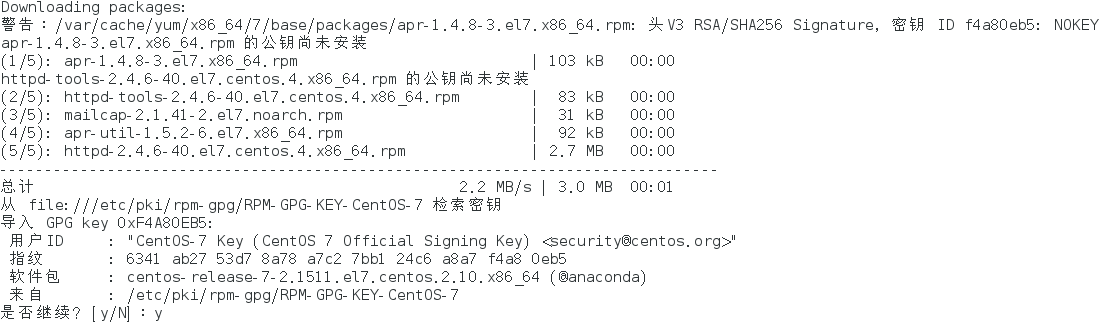 Downloading packages:
警告：/var/cache/yum/x86_64/7/base/packages/apr-1.4.8-3.el7.x86_64.rpm: 头V3 RSA/SHA256 Signature, 密钥 ID f4a80eb5: NOKEY
apr-1.4.8-3.el7.x86_64.rpm 的公钥尚未安装
(1/5): apr-1.4.8-3.el7.x86_64.rpm | 103 kB 00:00
httpd-tools-2.4.6-40.el7.centos.4.x86_64.rpm 的公钥尚未安装
(2/5): httpd-tools-2.4.6-40.el7.centos.4.x86_64.rpm | 83 kB 00:00
(3/5): mailcap-2.1.41-2.el7.noarch.rpm | 31 kB 00:00
(4/5): apr-util-1.5.2-6.el7.x86_64.rpm | 92 kB 00:00
(5/5): httpd-2.4.6-40.el7.centos.4.x86_64.rpm | 2.7 MB 00:00
--------------------------------------------------------------------------------
总计 2.2 MB/s | 3.0 MB 00:01
从 file:///etc/pki/rpm-gpg/RPM-GPG-KEY-CentOS-7 检索密钥
导入 GPG key 0xF4A80EB5:
用户ID : "CentOS-7 Key (CentOS 7 Official Signing Key) <security@centos.org>"
指纹 : 6341 ab27 53d7 8a78 a7c2 7bb1 24c6 a8a7 f4a8 0eb5
软件包 : centos-release-7-2.1511.el7.centos.2.10.x86_64 (@anaconda)
来自 : /etc/pki/rpm-gpg/RPM-GPG-KEY-CentOS-7
是否继续？[y/N]：y